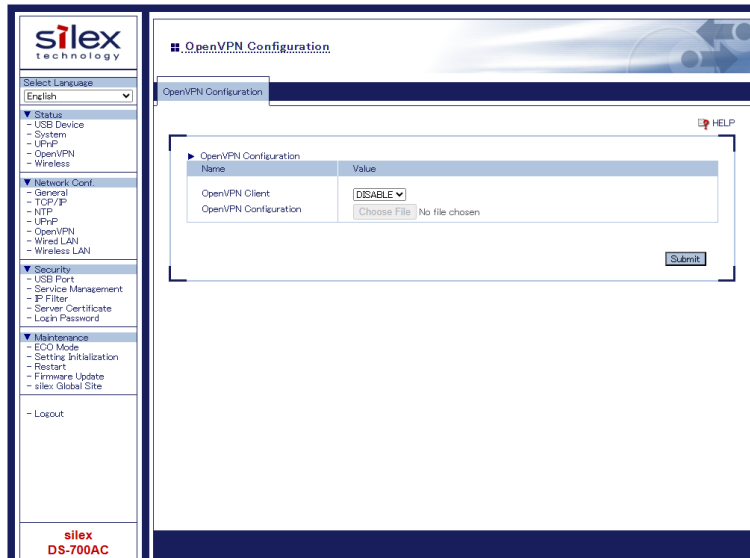 silex
technology
Select Language
English
▼ Status
- USB Device
- System
- UPnP
- OpenVPN
- Wireless
▼ Network Conf.
- General
- TCP/IP
- NTP
- UPnP
- OpenVPN
- Wired LAN
- Wireless LAN
▼ Security
- USB Port
- Service Management
- IP Filter
- Server Certificate
- Login Password
▼ Maintenance
- ECO Mode
- Setting Initialization
- Restart
- Firmware Update
- silex Global Site
- Logout
silex
DS-700AC
OpenVPN Configuration
OpenVPN Configuration
HELP
▶ OpenVPN Configuration
Name Value
OpenVPN Client DISABLE
OpenVPN Configuration Choose File No file chosen
Submit